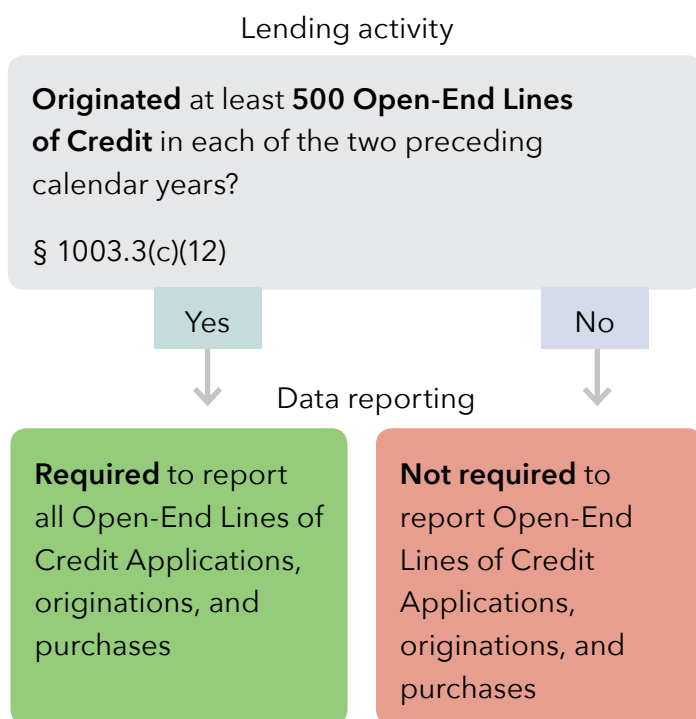 Lending activity
Originated at least 500 Open-End Lines
of Credit in each of the two preceding
calendar years?
§ 1003.3(c)(12)
Yes
No
Data reporting
Required to report
all Open-End Lines of
Credit Applications,
originations, and
purchases
Not required to
report Open-End
Lines of Credit
Applications,
originations, and
purchases